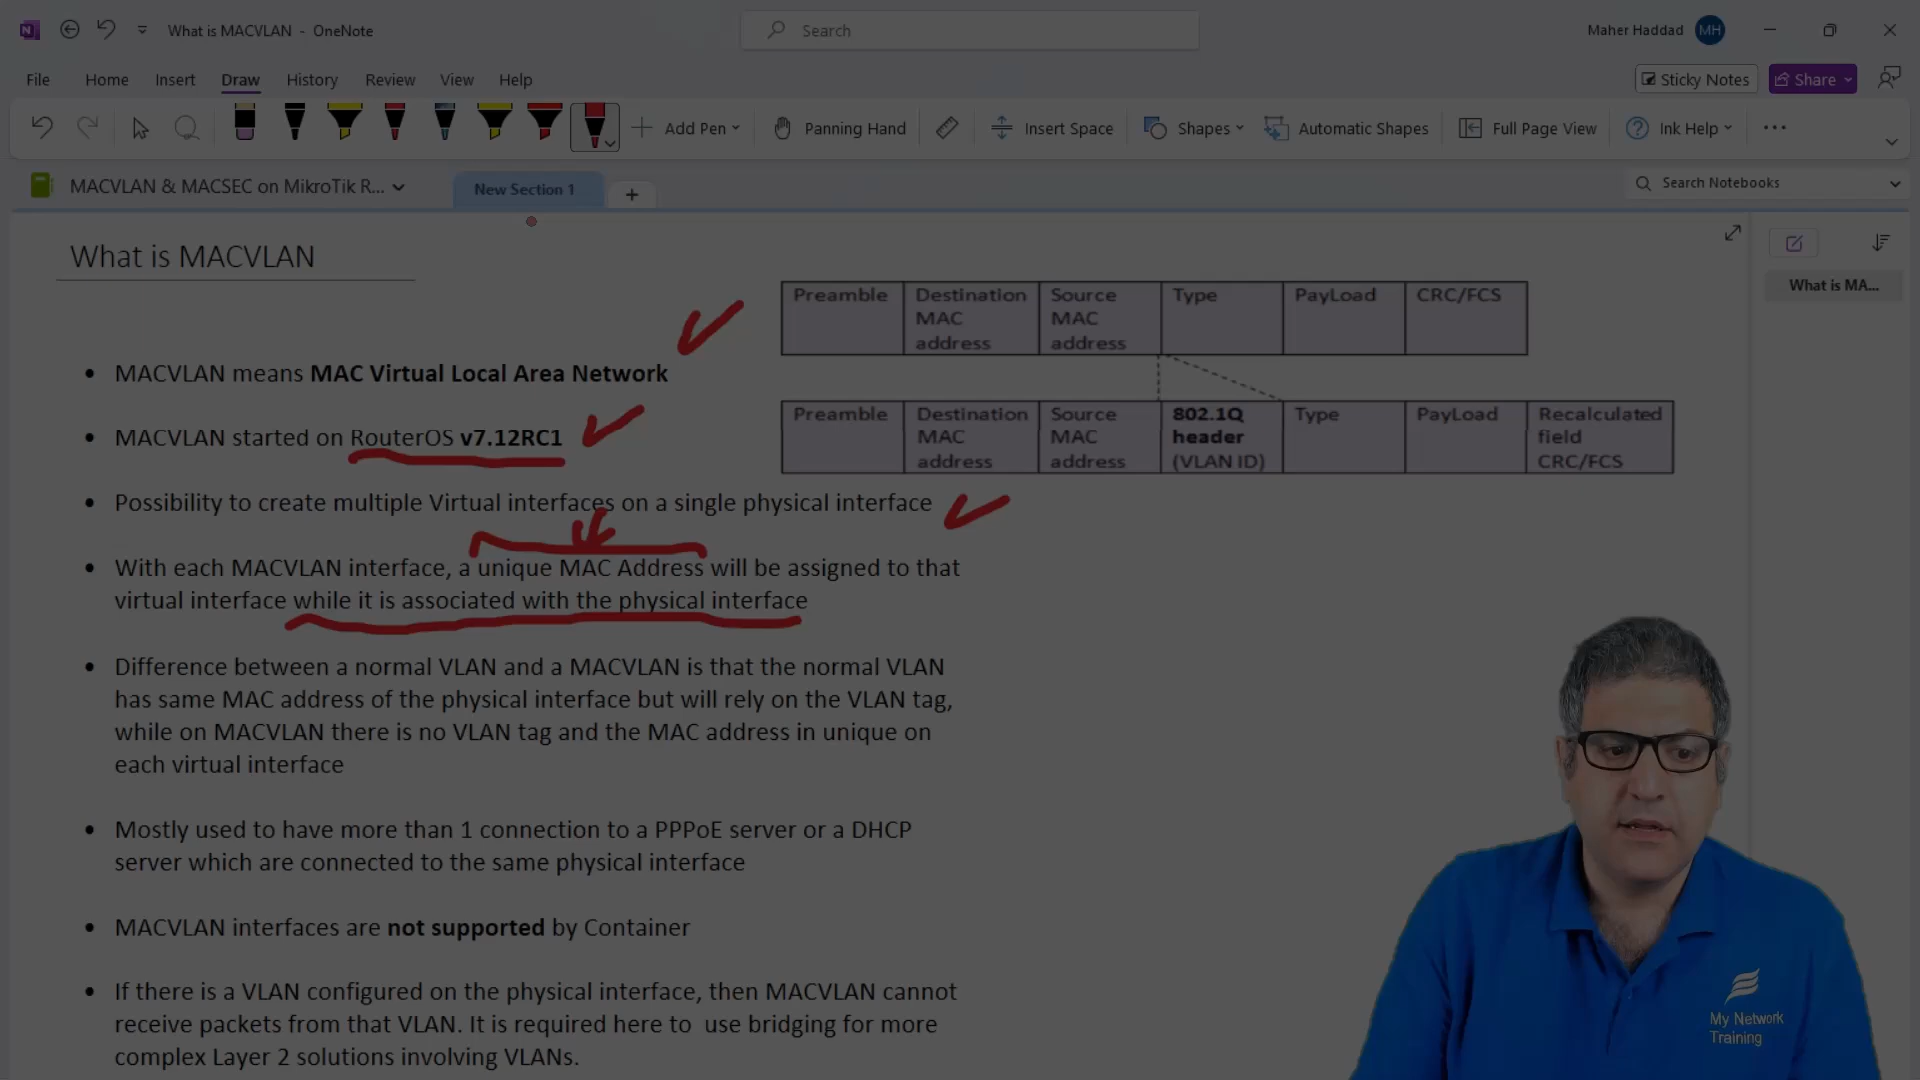 What is MACVLAN - OneNote
Search
Maher Haddad
MH
File
Home
Insert
Draw
History
Review
View
Help
Sticky Notes
Share
Add Pen
Panning Hand
Insert Space
Shapes
Automatic Shapes
Full Page View
Ink Help
MACVLAN & MACSEC on MikroTik R...
New Section 1
Search Notebooks
What is MACVLAN
What is MA...
Preamble
Destination
MAC
address
Source
MAC
address
Type
PayLoad
CRC/FCS
Preamble
Destination
MAC
address
Source
MAC
address
802.1Q
header
(VLAN ID)
Type
PayLoad
Recalculated
field
CRC/FCS
• MACVLAN means MAC Virtual Local Area Network
• MACVLAN started on RouterOS v7.12RC1
• Possibility to create multiple Virtual interfaces on a single physical interface
• With each MACVLAN interface, a unique MAC Address will be assigned to that
virtual interface while it is associated with the physical interface
• Difference between a normal VLAN and a MACVLAN is that the normal VLAN
has same MAC address of the physical interface but will rely on the VLAN tag,
while on MACVLAN there is no VLAN tag and the MAC address in unique on
each virtual interface
• Mostly used to have more than 1 connection to a PPPoE server or a DHCP
server which are connected to the same physical interface
• MACVLAN interfaces are not supported by Container
• If there is a VLAN configured on the physical interface, then MACVLAN cannot
receive packets from that VLAN. It is required here to use bridging for more
complex Layer 2 solutions involving VLANs.
My Network
Training